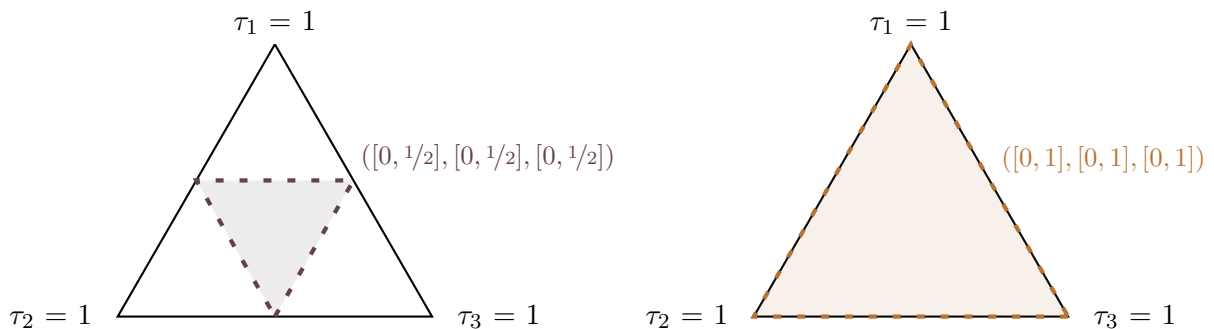 τ₁ = 1
([0, 1/2], [0, 1/2], [0, 1/2])
τ₂ = 1
τ₃ = 1
τ₁ = 1
([0, 1], [0, 1], [0, 1])
τ₂ = 1
τ₃ = 1